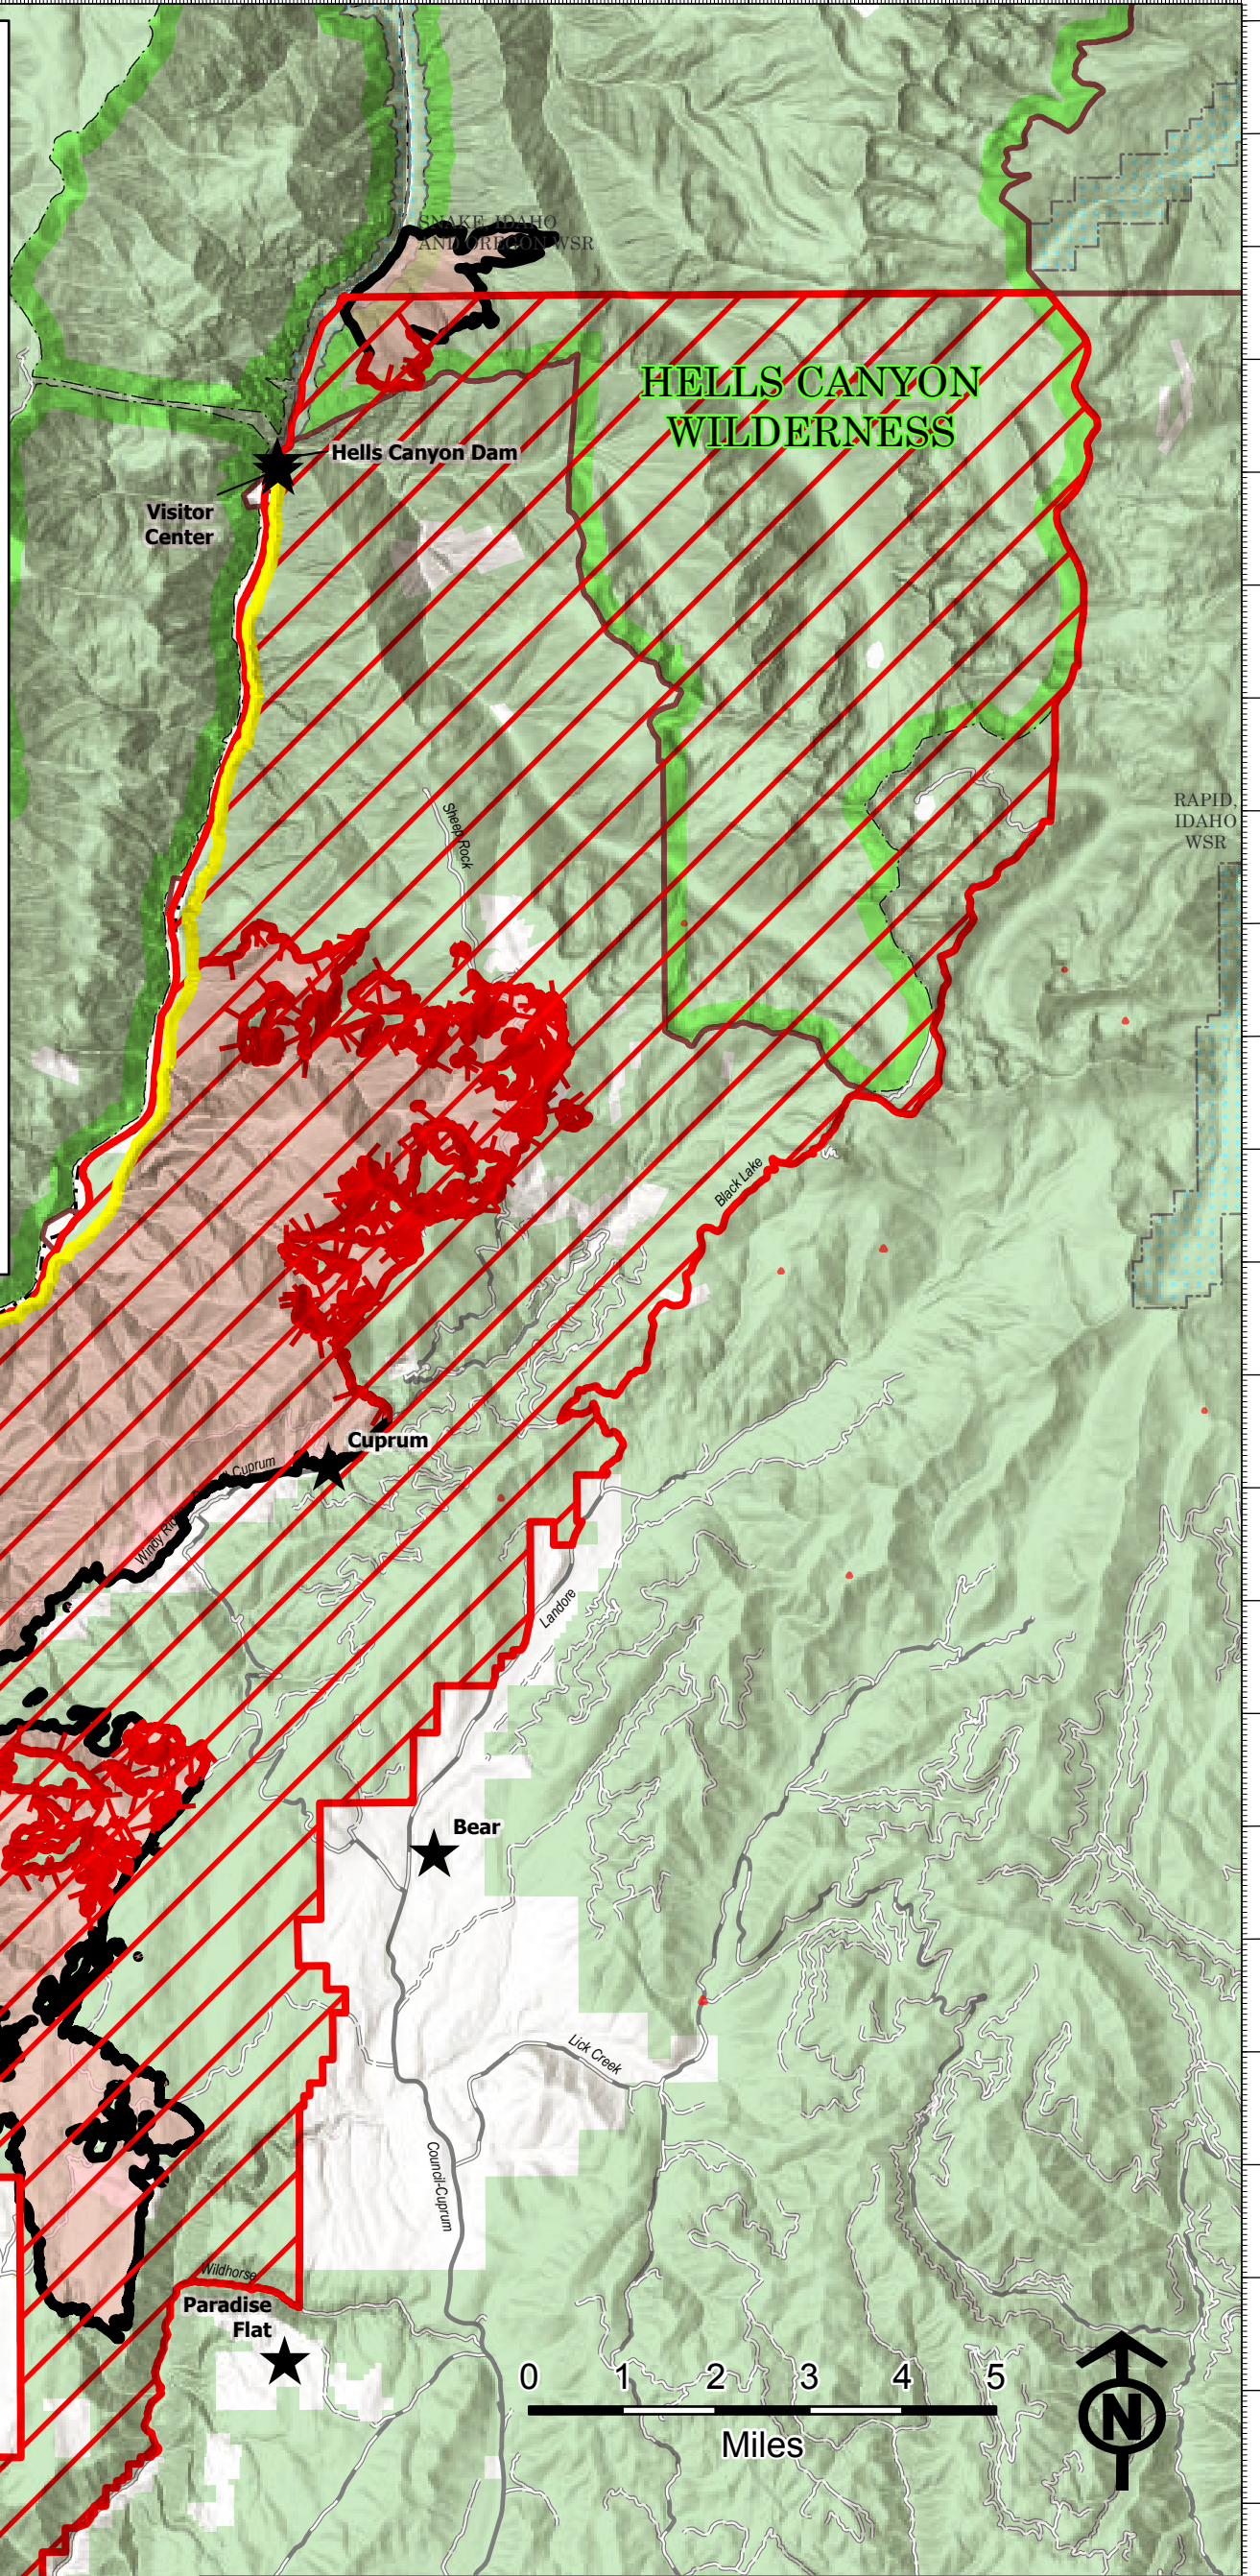 SNAKE, IDAHO
AND OREGON WSR
HELLS CANYON
WILDERNESS
Hells Canyon Dam
Visitor
Center
Sheep Rock
RAPID,
IDAHO
WSR
Black Lake
Cuprum
Cuprum
Landore
Bear
Lick Creek
Council-Cuprum
Wildhorse
Paradise
Flat
0 1 2 3 4 5
Miles
N